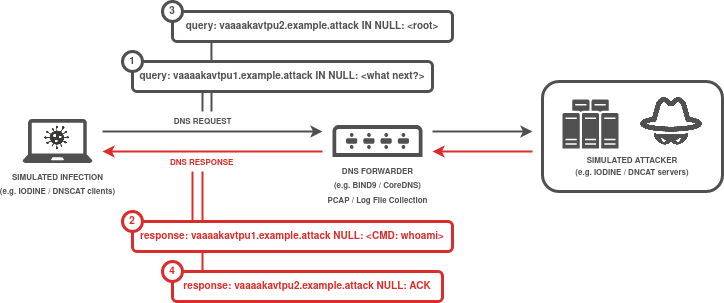 3
query: vaaaakavtpu2.example.attack IN NULL: <root>
1
query: vaaaakavtpu1.example.attack IN NULL: <what next?>
DNS REQUEST
DNS RESPONSE
SIMULATED INFECTION
(e.g. IODINE / DNSCAT clients)
DNS FORWARDER
(e.g. BIND9 / CoreDNS)
PCAP / Log File Collection
SIMULATED ATTACKER
(e.g. IODINE / DNCAT servers)
2
response: vaaaakavtpu1.example.attack NULL: <CMD: whoami>
4
response: vaaaakavtpu2.example.attack NULL: ACK